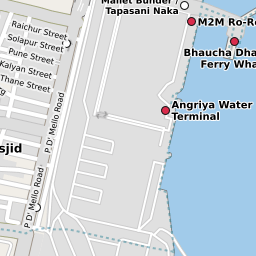 Mallet Bunder /
Tapasani Naka
M2M Ro-Ro
Raichur Street
Solapur Street
Pune Street
Kalyan Street
Thane Street
Bhaucha Dha
Ferry Wha
Angriya Water
Terminal
P D' Mello Road
P D' Mello Road
P D' Mello Road
sjid